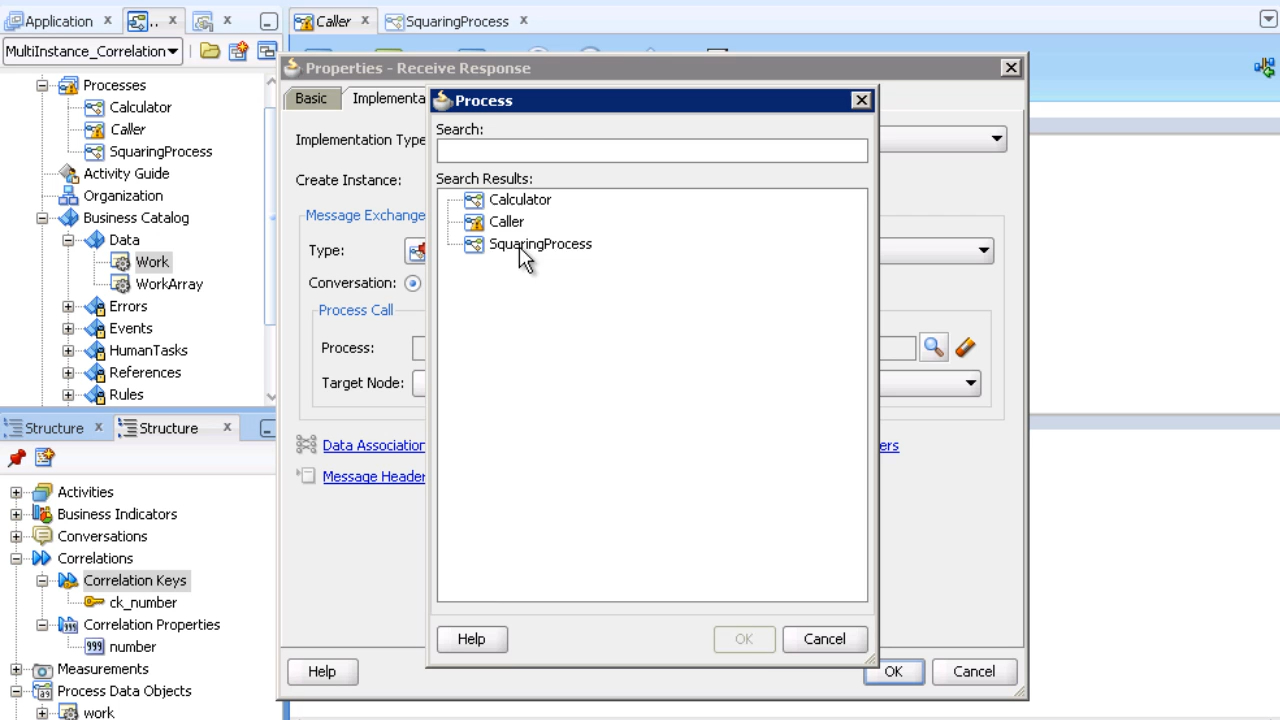 Application
..
Caller
SquaringProcess
MultiInstance_Correlation
Processes
Calculator
Caller
SquaringProcess
Activity Guide
Organization
Business Catalog
Data
Work
WorkArray
Errors
Events
HumanTasks
References
Rules
Structure
Structure
Activities
Business Indicators
Conversations
Correlations
Correlation Keys
ck_number
Correlation Properties
number
Measurements
Process Data Objects
work
Properties - Receive Response
Basic
Implementa
Implementation Type
Create Instance:
Message Exchange
Type:
Conversation:
Process Call
Process:
Target Node:
Data Association
ers
Message Header
Help
OK
Cancel
Process
Search:
Search Results:
Calculator
Caller
SquaringProcess
Help
OK
Cancel